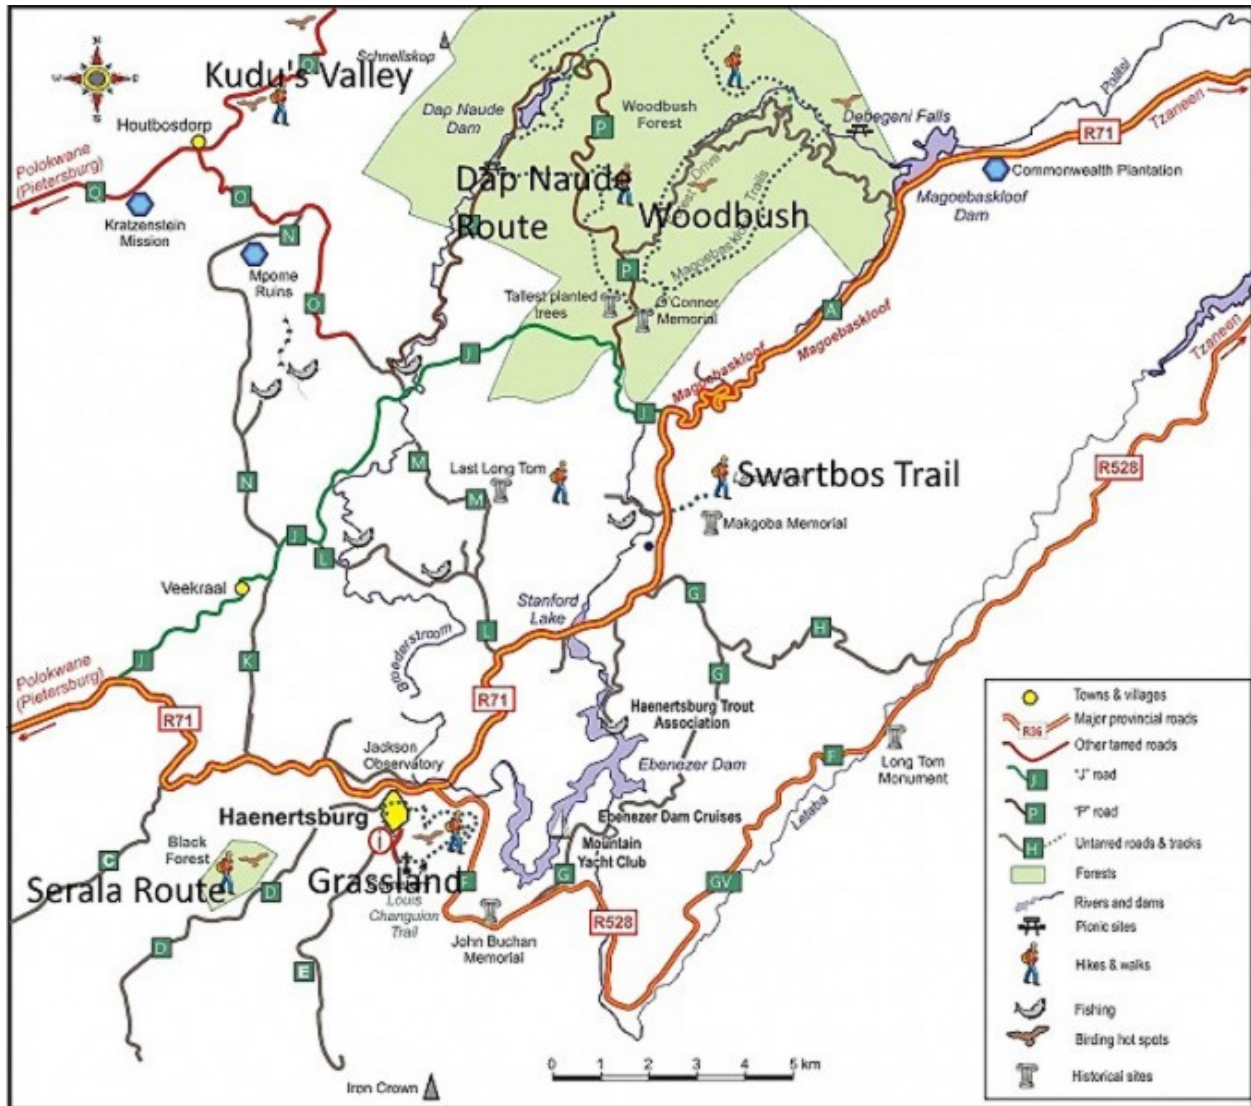 N
Schnellskop
Q
Kudu's Valley
Dap Naude
Dam
Woodbush
Forest
P
Debegeni Falls
Politsi
R71
Tzaneen
Houtbosdorp
Polokwane
(Pietersburg)
Q
O
Kratzenstein
Mission
Dap Naude
Route
Drive
Woodbush
Magoebaskloof Trails
Commonwealth Plantation
Magoebaskloof
Dam
N
Mpome
Ruins
O
P
Tallest planted
trees
O'Connor
Memorial
A
Magoebaskloof
Magoebaskloof
Tzaneen
J
J
M
N
Last Long Tom
M
Swartbos Trail
Makgoba Memorial
R528
J
L
Veekraal
Stanford
Lake
G
H
Broederstroom
L
J
K
G
Polokwane
(Pietersburg)
R71
R71
Haenertsburg Trout
Association
Jackson
Observatory
Ebenezer Dam
F
Long Tom
Monument
Letaba
Haenertsburg
Ebenezer Dam Cruises
Mountain
Yacht Club
Black
Forest
C
Serala Route
D
Grassland
F
G
GV
Louis
Changuion
Trail
R528
D
E
John Buchan
Memorial
Iron Crown
0 1 2 3 4 5 km
Towns & villages
R36
Major provincial roads
Other tarred roads
J
"J" road
P
"P" road
H
Untarred roads & tracks
Forests
Rivers and dams
Picnic sites
Hikes & walks
Fishing
Birding hot spots
Historical sites